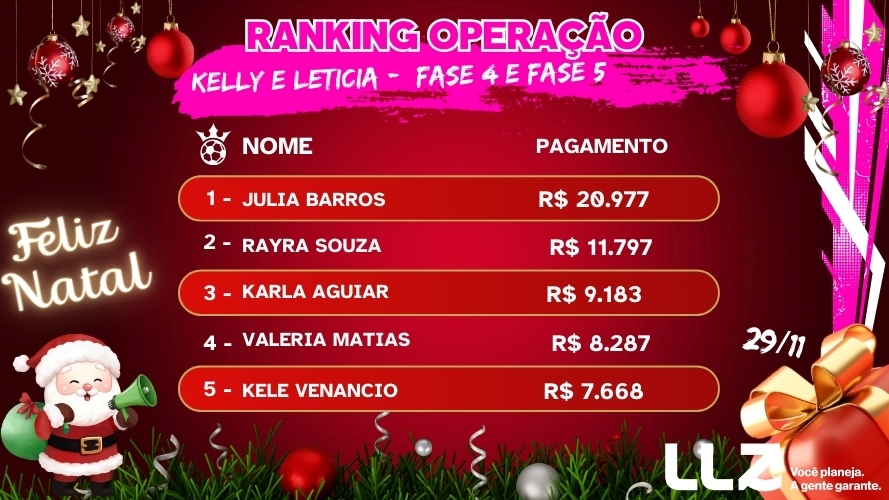 RANKING OPERAÇÃO
KELLY E LETICIA - FASE 4 E FASE 5
NOME PAGAMENTO
1 - JULIA BARROS R$ 20.977
2 - RAYRA SOUZA R$ 11.797
3 - KARLA AGUIAR R$ 9.183
4 - VALERIA MATIAS R$ 8.287
5 - KELE VENANCIO R$ 7.668
Feliz
Natal
29/11
LLZ Você planeja.
A gente garante.